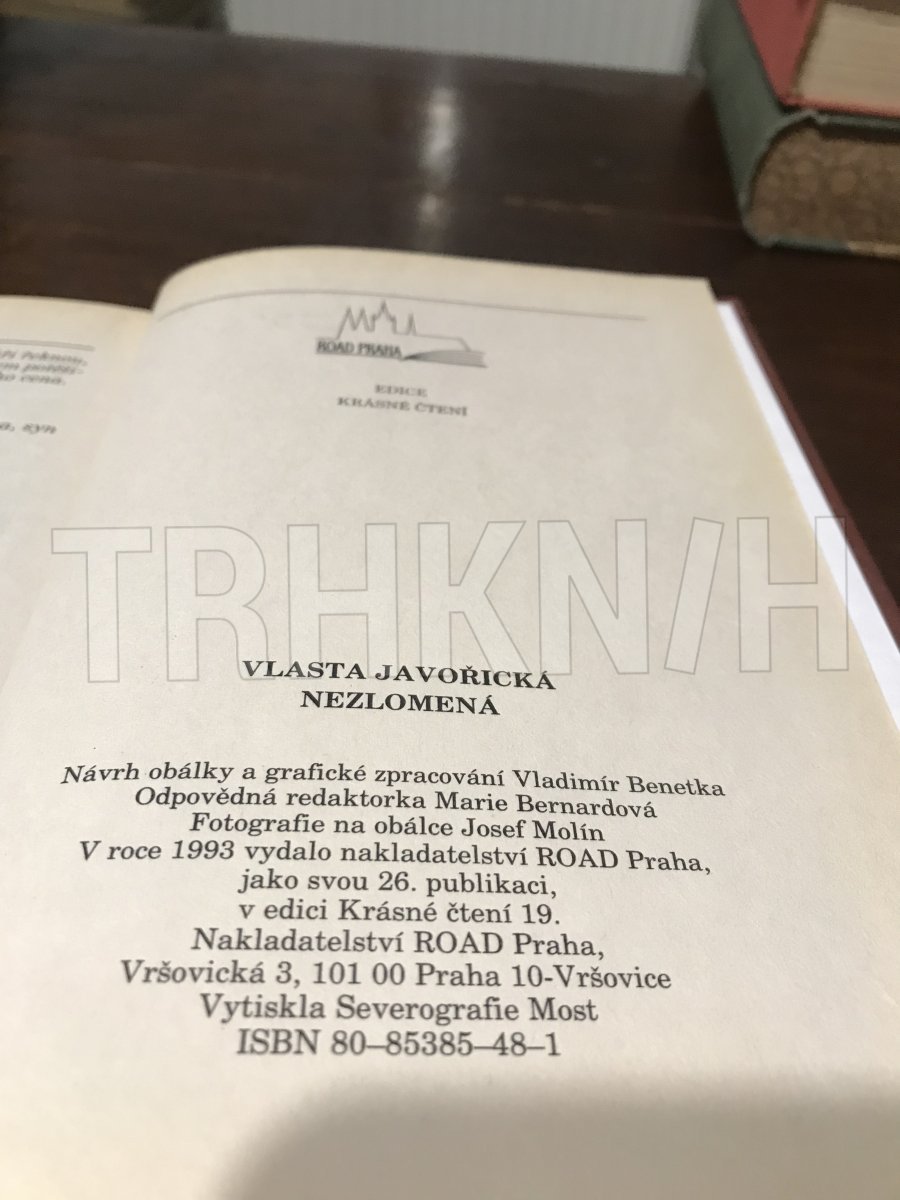 ROAD PRAHA
EDICE
KRÁSNÉ ČTENÍ
TRHKNIH
VLASTA JAVOŘICKÁ
NEZLOMENÁ
Návrh obálky a grafické zpracování Vladimír Benetka
Odpovědná redaktorka Marie Bernardová
Fotografie na obálce Josef Molín
V roce 1993 vydalo nakladatelství ROAD Praha,
jako svou 26. publikaci,
v edici Krásné čtení 19.
Nakladatelství ROAD Praha,
Vršovická 3, 101 00 Praha 10-Vršovice
Vytiskla Severografie Most
ISBN 80–85385–48–1